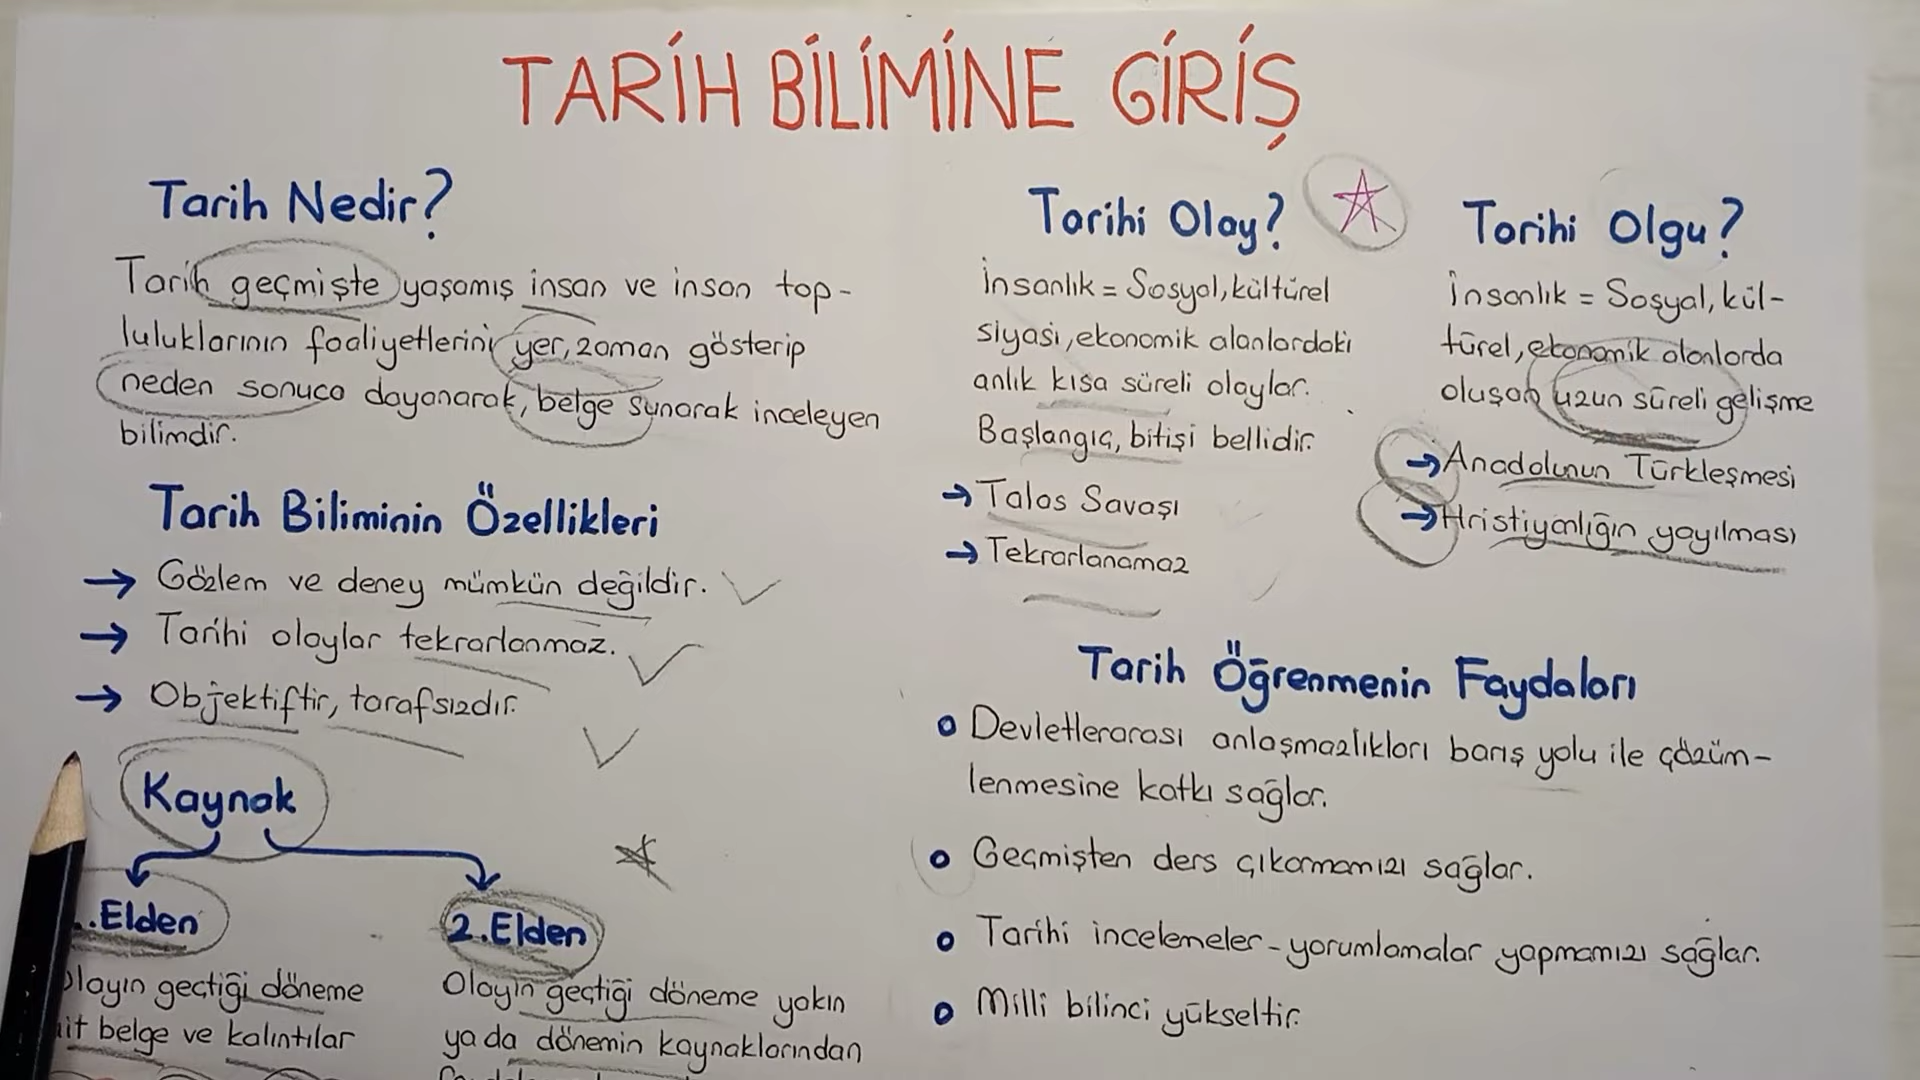 TARİH BİLİMİNE GİRİŞ
Tarih Nedir?
Tarih geçmişte yaşamış insan ve insan top-
luluklarının faaliyetlerini yer, zaman gösterip
neden sonuca dayanarak, belge sunarak inceleyen
bilimdir.
Tarih Biliminin Özellikleri
→ Gözlem ve deney mümkün değildir.
→ Tarihi olaylar tekrarlanmaz.
→ Objektiftir, tarafsızdır.
Kaynak
.Elden
olayın geçtiği döneme
ait belge ve kalıntılar
2.Elden
Olayın geçtiği döneme yakın
ya da dönemin kaynaklarından
Tarihi Olay?
İnsanlık = Sosyal, kültürel
siyasi, ekonomik alanlardaki
anlık kısa süreli olaylar.
Başlangıç, bitişi bellidir.
→ Talas Savaşı
→ Tekrarlanamaz
Tarihi Olgu?
İnsanlık = Soşyal, kül-
türel, ekonomik alanlarda
oluşan uzun süreli gelişme
→ Anadolunun Türkleşmesi
→ Hristiyanlığın yayılması
Tarih Öğrenmenin Faydaları
Devletlerarası anlaşmazlıkları barış yolu ile çözüm-
lenmesine katkı sağlar.
Geçmişten ders çıkarmamızı sağlar.
Tarihi incelemeler - yorumlamalar yapmamızı sağlar.
Milli bilinci yükseltir.